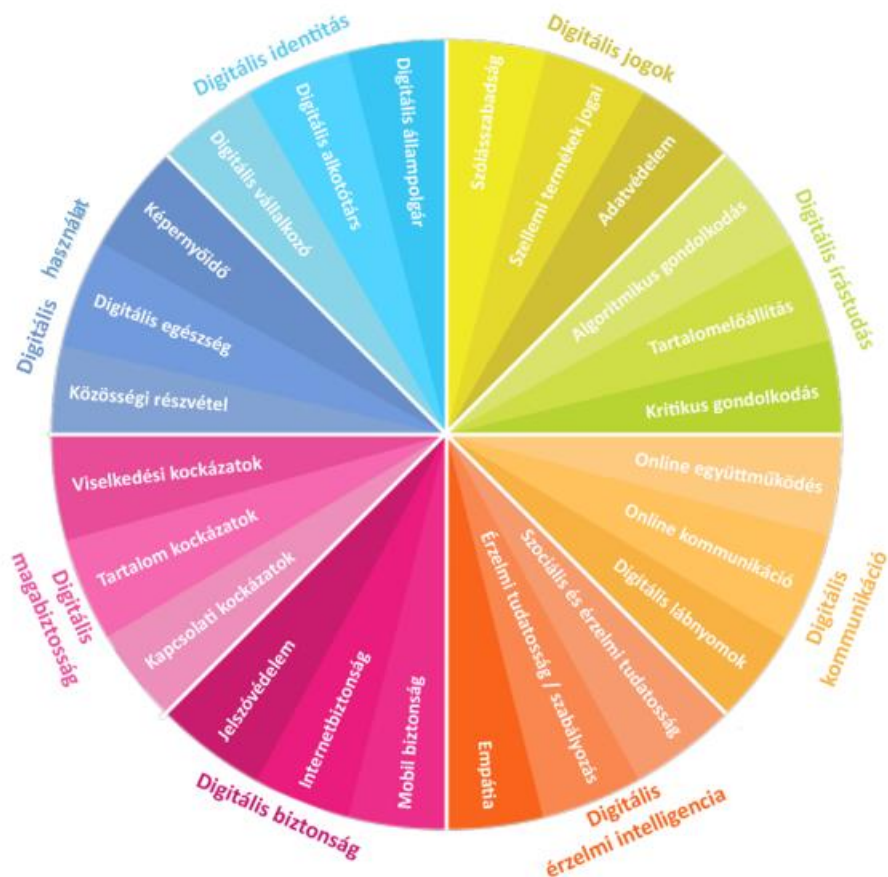 Digitális identitás
Digitális vállalkozó
Digitális alkotótárs
Digitális állampolgár
Digitális jogok
Szólásszabadság
Szellemi termékek jogai
Adatvédelem
Digitális írástudás
Algoritmikus gondolkodás
Tartalomelőállítás
Kritikus gondolkodás
Digitális
kommunikáció
Online együttműködés
Online kommunikáció
Digitális lábnyomok
Digitális
érzelmi intelligencia
Szociális és érzelmi tudatosság
Érzelmi tudatosság / szabályozás
Empátia
Digitális biztonság
Mobil biztonság
Internetbiztonság
Jelszóvédelem
Digitális
magabiztosság
Kapcsolati kockázatok
Tartalom kockázatok
Viselkedési kockázatok
Digitális használat
Közösségi részvétel
Digitális egészség
Képernyőidő